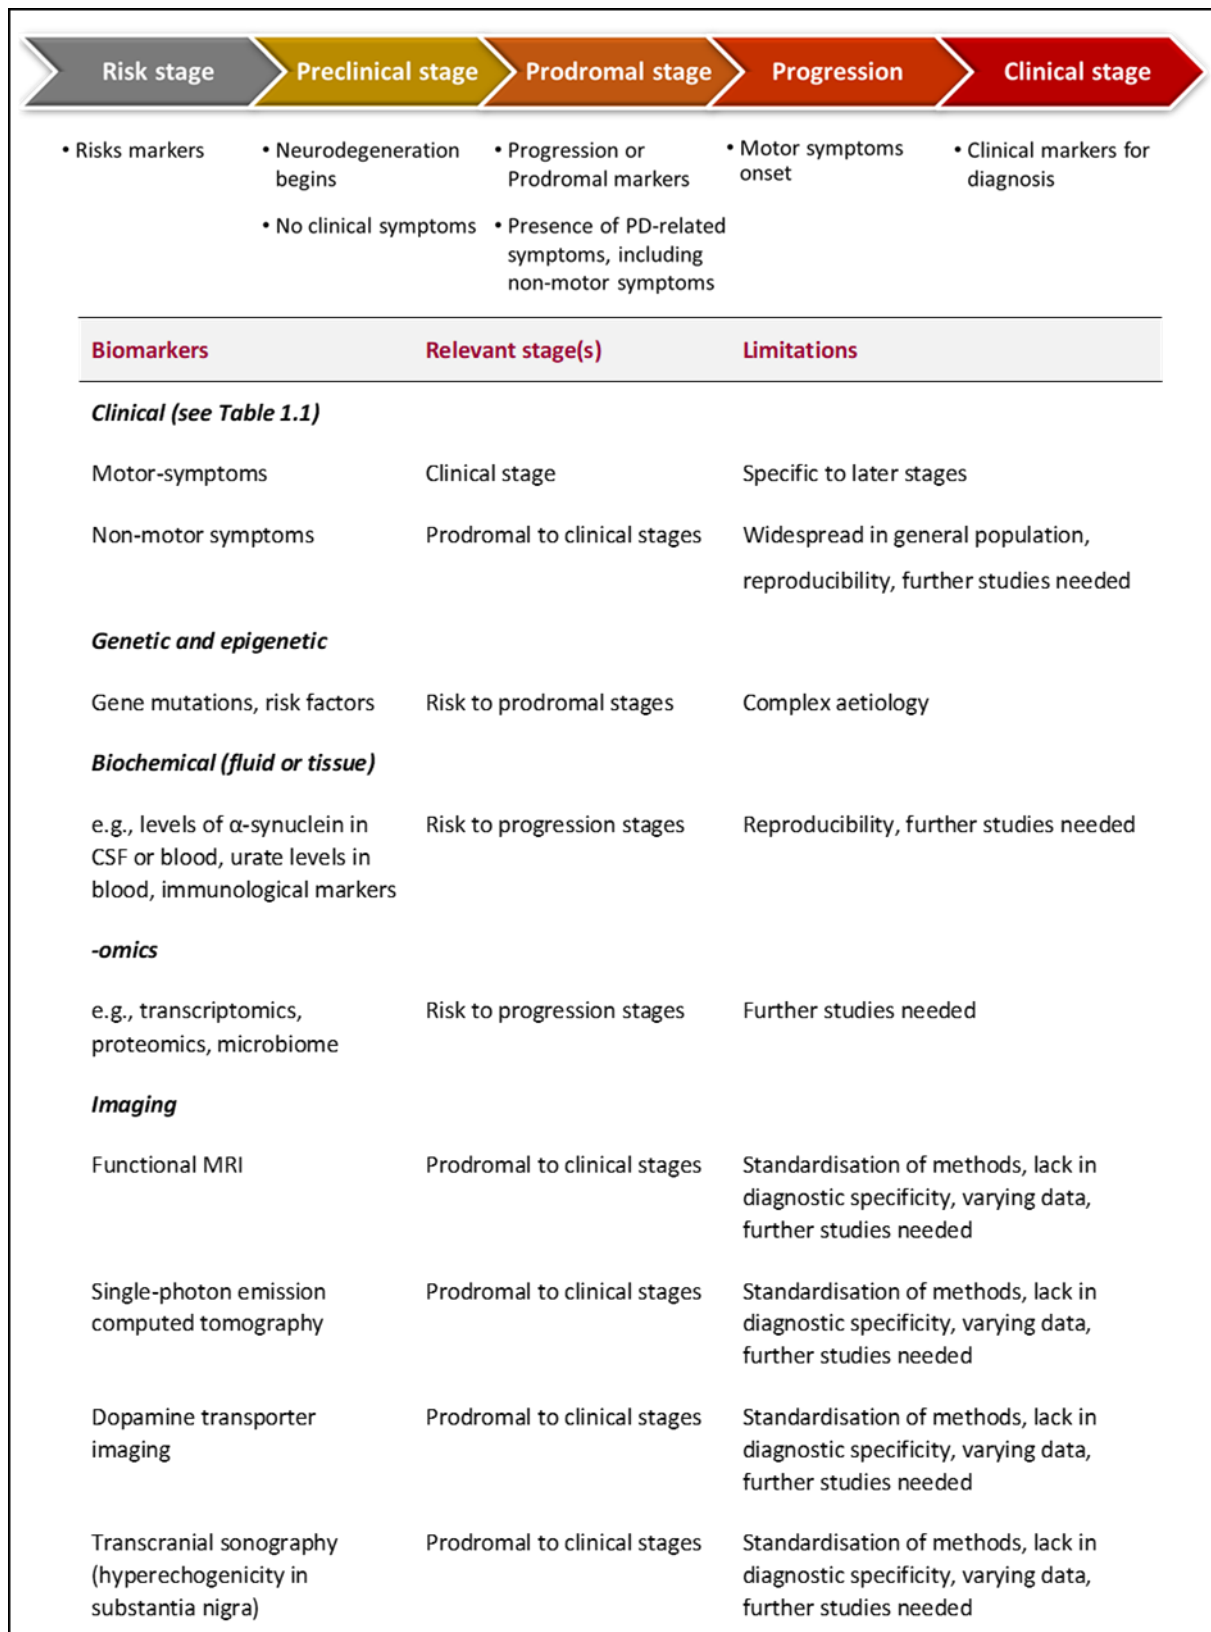 Risk stage
Preclinical stage
Prodromal stage
Progression
Clinical stage
• Risks markers
• Neurodegeneration
begins
• No clinical symptoms
• Progression or
Prodromal markers
• Presence of PD-related
symptoms, including
non-motor symptoms
• Motor symptoms
onset
• Clinical markers for
diagnosis
Biomarkers Relevant stage(s) Limitations
Clinical (see Table 1.1)
Motor-symptoms Clinical stage Specific to later stages
Non-motor symptoms Prodromal to clinical stages Widespread in general population,
reproducibility, further studies needed
Genetic and epigenetic
Gene mutations, risk factors Risk to prodromal stages Complex aetiology
Biochemical (fluid or tissue)
e.g., levels of α-synuclein in Risk to progression stages Reproducibility, further studies needed
CSF or blood, urate levels in
blood, immunological markers
-omics
e.g., transcriptomics, Risk to progression stages Further studies needed
proteomics, microbiome
Imaging
Functional MRI Prodromal to clinical stages Standardisation of methods, lack in
diagnostic specificity, varying data,
further studies needed
Single-photon emission Prodromal to clinical stages Standardisation of methods, lack in
computed tomography diagnostic specificity, varying data,
further studies needed
Dopamine transporter Prodromal to clinical stages Standardisation of methods, lack in
imaging diagnostic specificity, varying data,
further studies needed
Transcranial sonography Prodromal to clinical stages Standardisation of methods, lack in
(hyperechogenicity in diagnostic specificity, varying data,
substantia nigra) further studies needed